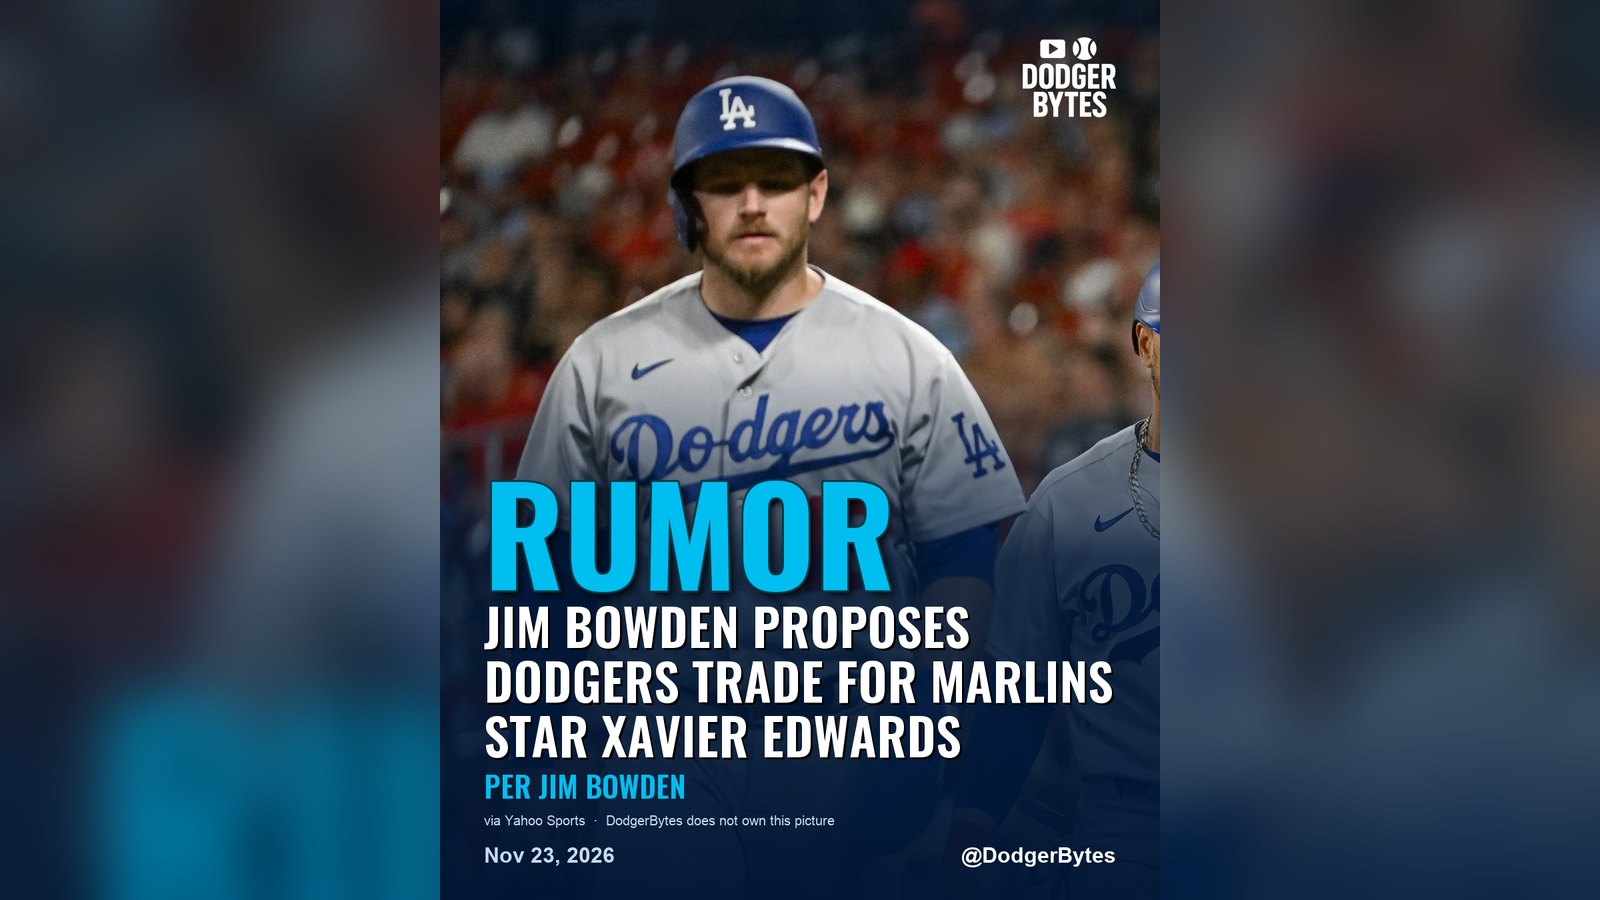 LA
DODGER
BYTES
Dodgers
LA
RUMOR
JIM BOWDEN PROPOSES
DODGERS TRADE FOR MARLINS
STAR XAVIER EDWARDS
PER JIM BOWDEN
via Yahoo Sports · DodgerBytes does not own this picture
Nov 23, 2026
@DodgerBytes